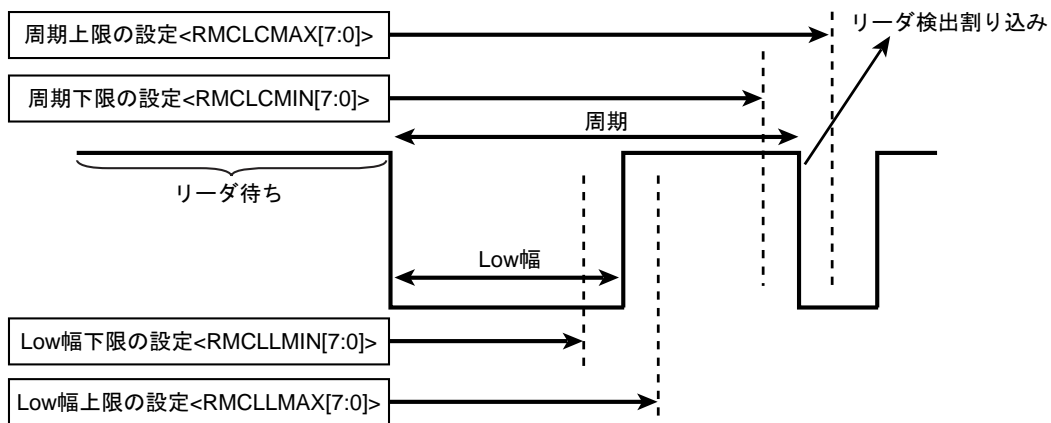 周期上限の設定<RMCLCMAX[7:0]>
リーダ検出割り込み
周期下限の設定<RMCLCMIN[7:0]>
周期
リーダ待ち
Low幅
Low幅下限の設定<RMCLLMIN[7:0]>
Low幅上限の設定<RMCLLMAX[7:0]>